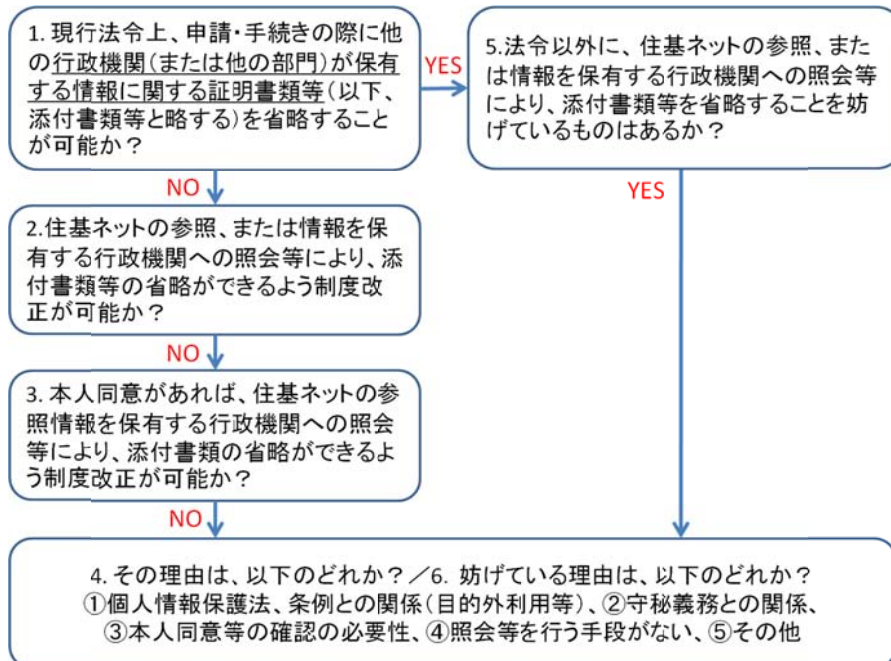 1. 現行法令上、申請・手続きの際に他
の行政機関(または他の部門)が保有
する情報に関する証明書類等(以下、
添付書類等と略する)を省略すること
が可能か？
YES
5.法令以外に、住基ネットの参照、また
は情報を保有する行政機関への照会等
により、添付書類等を省略することを妨
げているものはあるか？
NO
YES
2.住基ネットの参照、または情報を保
有する行政機関への照会等により、添
付書類等の省略ができるよう制度改
正が可能か？
NO
3. 本人同意があれば、住基ネットの参
照情報を保有する行政機関への照会
等により、添付書類の省略ができるよ
う制度改正が可能か？
NO
4. その理由は、以下のどれか？／6. 妨げている理由は、以下のどれか？
①個人情報保護法、条例との関係(目的外利用等)、②守秘義務との関係、
③本人同意等の確認の必要性、④照会等を行う手段がない、⑤その他